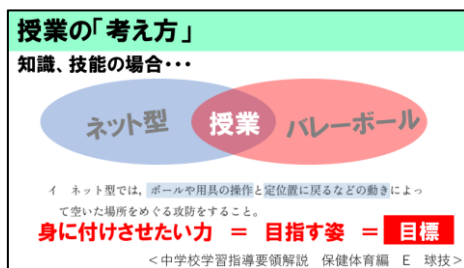 授業の「考え方」
知識、技能の場合・・・
ネット型 授業 バレーボール
イ ネット型では，ボールや用具の操作と定位置に戻るなどの動きによっ
て空いた場所をめぐる攻防をすること。
身に付けさせたい力 ＝ 目指す姿 ＝ 目標
＜中学校学習指導要領解説 保健体育編 E 球技＞